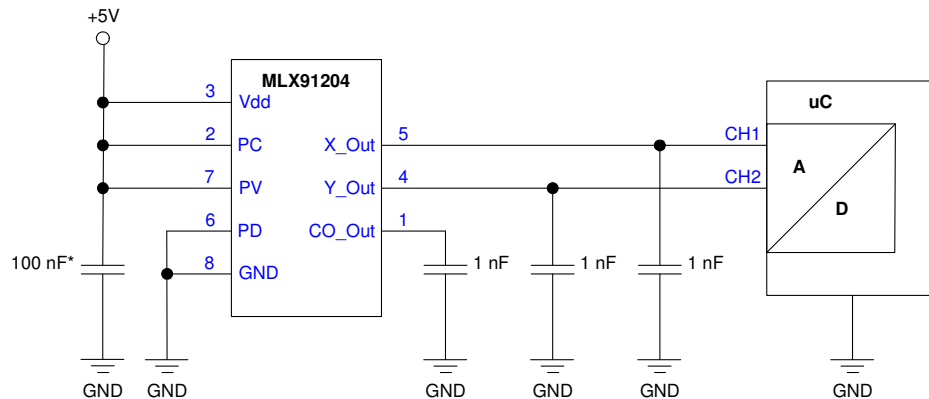 +5V
MLX91204
uC
3 Vdd
2 PC X_Out 5 CH1
7 PV Y_Out 4 CH2
A
D
6 PD CO_Out 1
8 GND
100 nF* 1 nF 1 nF 1 nF
GND GND GND GND GND GND